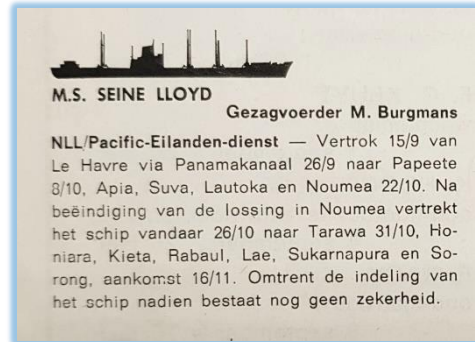 M.S. SEINE LLOYD
Gezagvoerder M. Burgmans
NLL/Pacific-Eilanden-dienst — Vertrok 15/9 van
Le Havre via Panamakanaal 26/9 naar Papeete
8/10, Apia, Suva, Lautoka en Noumea 22/10. Na
beëindiging van de lossing in Noumea vertrekt
het schip vandaar 26/10 naar Tarawa 31/10, Ho-
niara, Kieta, Rabaul, Lae, Sukarnapura en So-
rong, aankomst 16/11. Omtrent de indeling van
het schip nadien bestaat nog geen zekerheid.